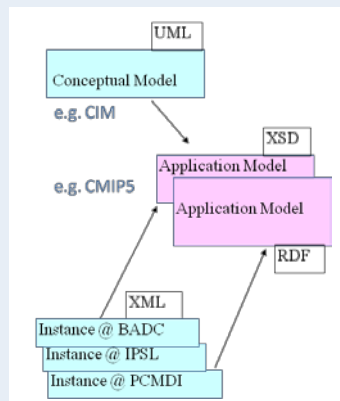 UML
Conceptual Model
e.g. CIM
XSD
Application Model
e.g. CMIP5
Application Model
RDF
XML
Instance @ BADC
Instance @ IPSL
Instance @ PCMDI